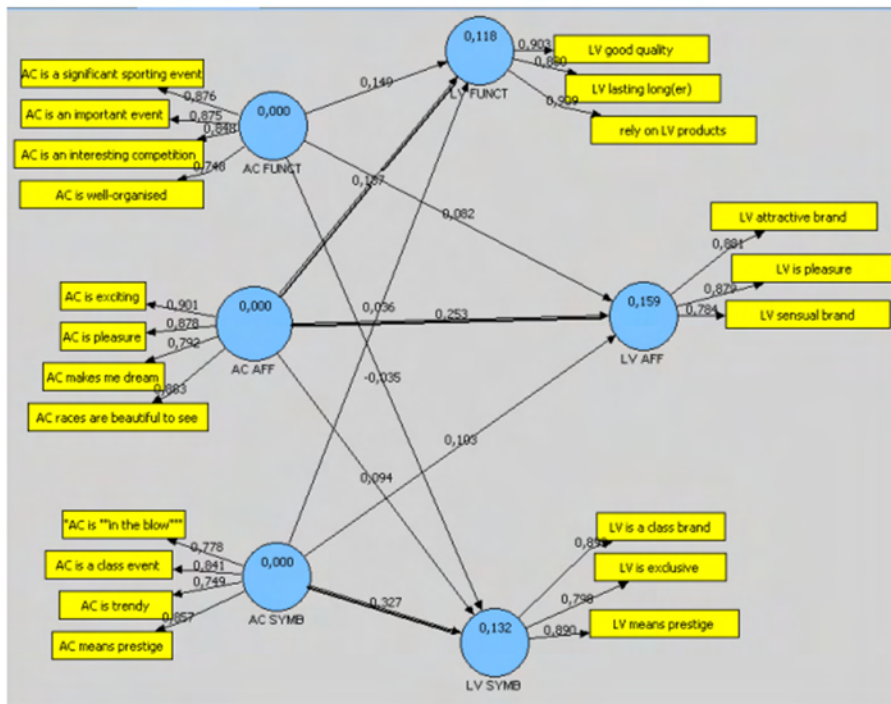 AC is a significant sporting event
AC is an important event
AC is an interesting competition
AC is well-organised
0,876
0,875
0,848
0,748
0,000
AC FUNCT
0,149
0,118
LV FUNCT
0,903
0,909
LV good quality
LV lasting long(er)
rely on LV products
0,187
0,082
AC is exciting
AC is pleasure
AC makes me dream
AC races are beautiful to see
0,901
0,878
0,792
0,883
0,000
AC AFF
0,036
0,253
-0,035
0,094
0,103
0,159
LV AFF
0,881
0,879
0,784
LV attractive brand
LV is pleasure
LV sensual brand
"AC is ""in the blow"""
AC is a class event
AC is trendy
AC means prestige
0,778
0,841
0,749
0,857
0,000
AC SYMB
0,327
0,132
LV SYMB
0,798
0,890
LV is a class brand
LV is exclusive
LV means prestige